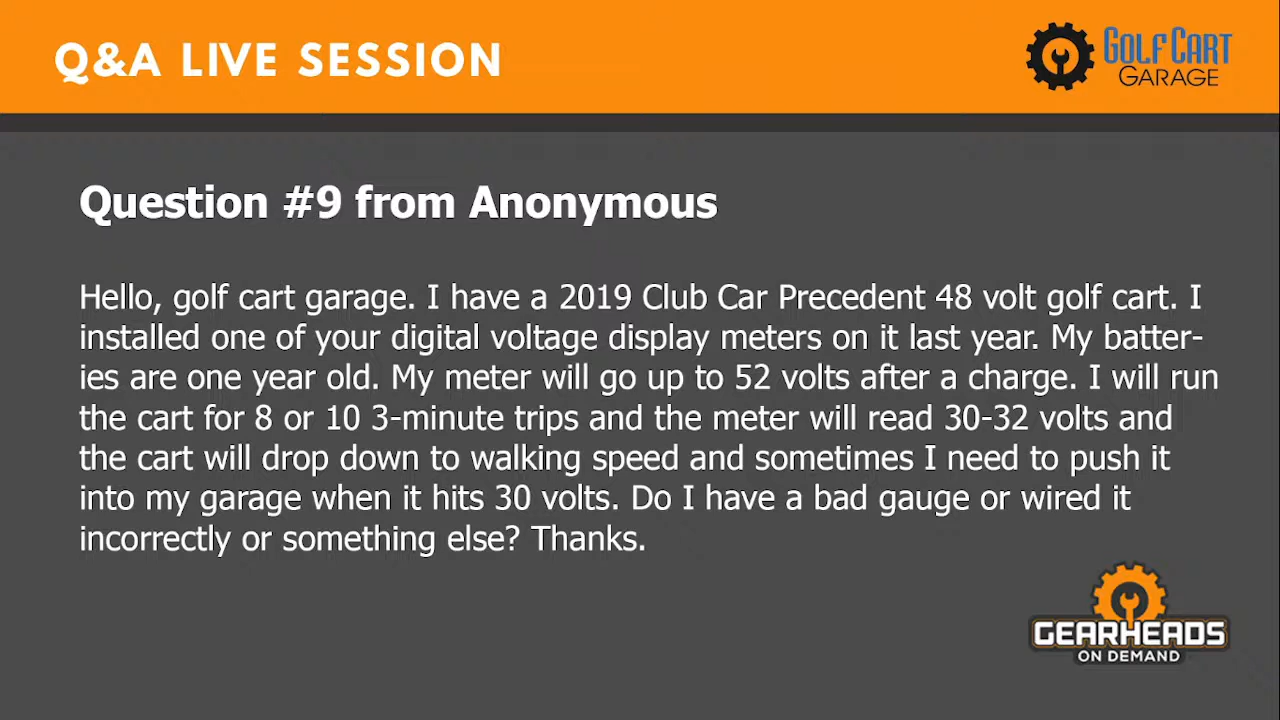 Q&A LIVE SESSION
GOLF CART
GARAGE
Question #9 from Anonymous
Hello, golf cart garage. I have a 2019 Club Car Precedent 48 volt golf cart. I
installed one of your digital voltage display meters on it last year. My batter-
ies are one year old. My meter will go up to 52 volts after a charge. I will run
the cart for 8 or 10 3-minute trips and the meter will read 30-32 volts and
the cart will drop down to walking speed and sometimes I need to push it
into my garage when it hits 30 volts. Do I have a bad gauge or wired it
incorrectly or something else? Thanks.
GEARHEADS
ON DEMAND